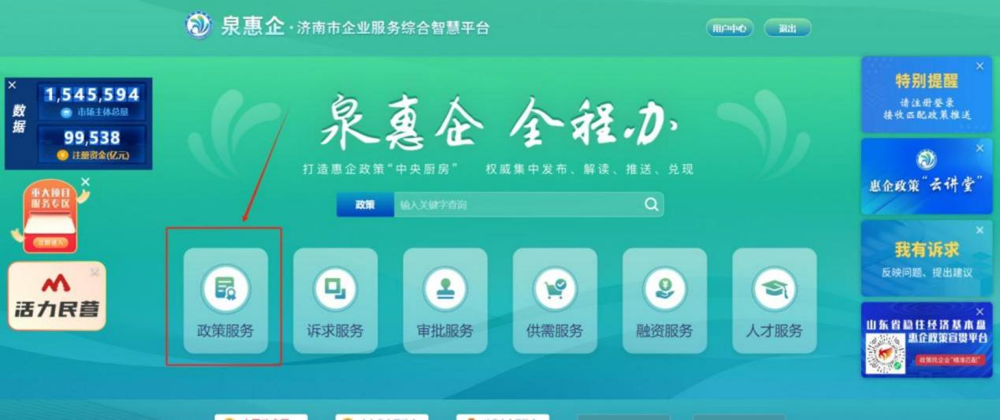 泉惠企·济南市企业服务综合智慧平台
用户中心
退出
数据
1,545,594
市场主体总量
99,538
注册资金(亿元)
重大项目
服务专区
立即进入
活力民营
泉惠企 全程办
打造惠企政策“中央厨房” 权威集中发布、解读、推送、兑现
政策
输入关键字查询
政策服务
诉求服务
审批服务
供需服务
融资服务
人才服务
特别提醒
请注册登录
接收匹配政策推送
惠企政策“云讲堂”
我有诉求
反映问题、提出建议
山东省稳住经济基本盘
惠企政策宣贯平台
政策找企业“精准匹配”